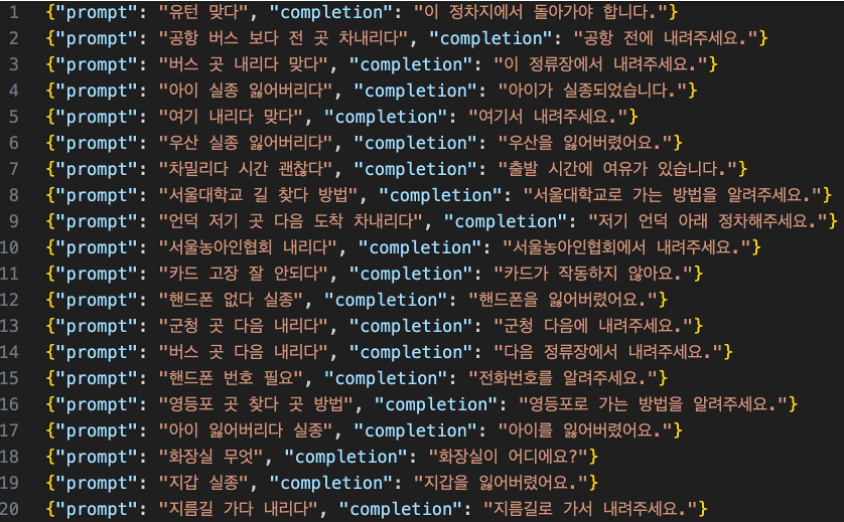 1 {"prompt": "유턴 맞다", "completion": "이 정차지에서 돌아가야 합니다."}
2 {"prompt": "공항 버스 보다 전 곳 차내리다", "completion": "공항 전에 내려주세요."}
3 {"prompt": "버스 곳 내리다 맞다", "completion": "이 정류장에서 내려주세요."}
4 {"prompt": "아이 실종 잃어버리다", "completion": "아이가 실종되었습니다."}
5 {"prompt": "여기 내리다 맞다", "completion": "여기서 내려주세요."}
6 {"prompt": "우산 실종 잃어버리다", "completion": "우산을 잃어버렸어요."}
7 {"prompt": "차밀리다 시간 괜찮다", "completion": "출발 시간에 여유가 있습니다."}
8 {"prompt": "서울대학교 길 찾다 방법", "completion": "서울대학교로 가는 방법을 알려주세요."}
9 {"prompt": "언덕 저기 곳 다음 도착 차내리다", "completion": "저기 언덕 아래 정차해주세요."}
10 {"prompt": "서울농아인협회 내리다", "completion": "서울농아인협회에서 내려주세요."}
11 {"prompt": "카드 고장 잘 안되다", "completion": "카드가 작동하지 않아요."}
12 {"prompt": "핸드폰 없다 실종", "completion": "핸드폰을 잃어버렸어요."}
13 {"prompt": "군청 곳 다음 내리다", "completion": "군청 다음에 내려주세요."}
14 {"prompt": "버스 곳 다음 내리다", "completion": "다음 정류장에서 내려주세요."}
15 {"prompt": "핸드폰 번호 필요", "completion": "전화번호를 알려주세요."}
16 {"prompt": "영등포 곳 찾다 곳 방법", "completion": "영등포로 가는 방법을 알려주세요."}
17 {"prompt": "아이 잃어버리다 실종", "completion": "아이를 잃어버렸어요."}
18 {"prompt": "화장실 무엇", "completion": "화장실이 어디에요?"}
19 {"prompt": "지갑 실종", "completion": "지갑을 잃어버렸어요."}
20 {"prompt": "지름길 가다 내리다", "completion": "지름길로 가서 내려주세요."}